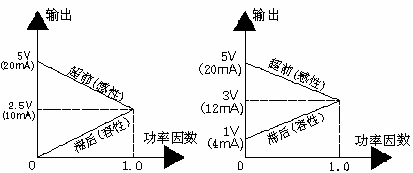 输出
5V
(20mA)
超前(感性)
2.5V
(10mA)
滞后(容性)
功率因数
0
1.0
输出
5V
(20mA)
超前(感性)
3V
(12mA)
1V
(4mA)
滞后(容性)
功率因数
0
1.0